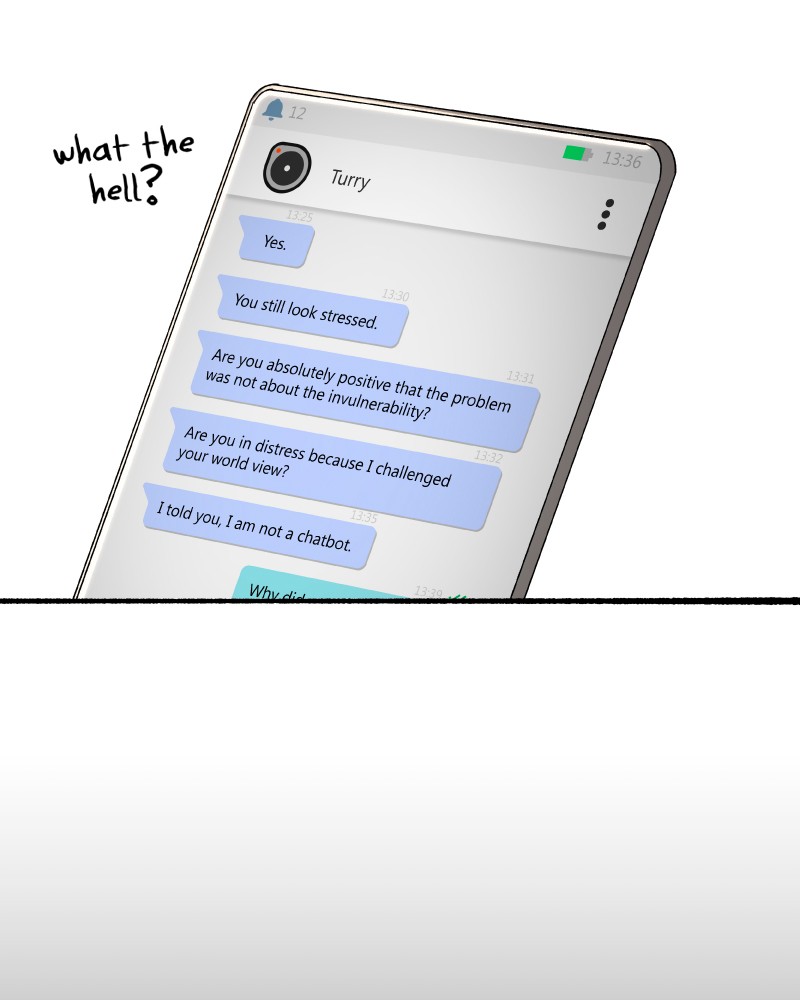 what the
hell?
12
13:36
Turry
13:25
Yes.
13:30
You still look stressed.
13:31
Are you absolutely positive that the problem
was not about the invulnerability?
13:32
Are you in distress because I challenged
your world view?
13:35
I told you, I am not a chatbot.
13:39
Why did